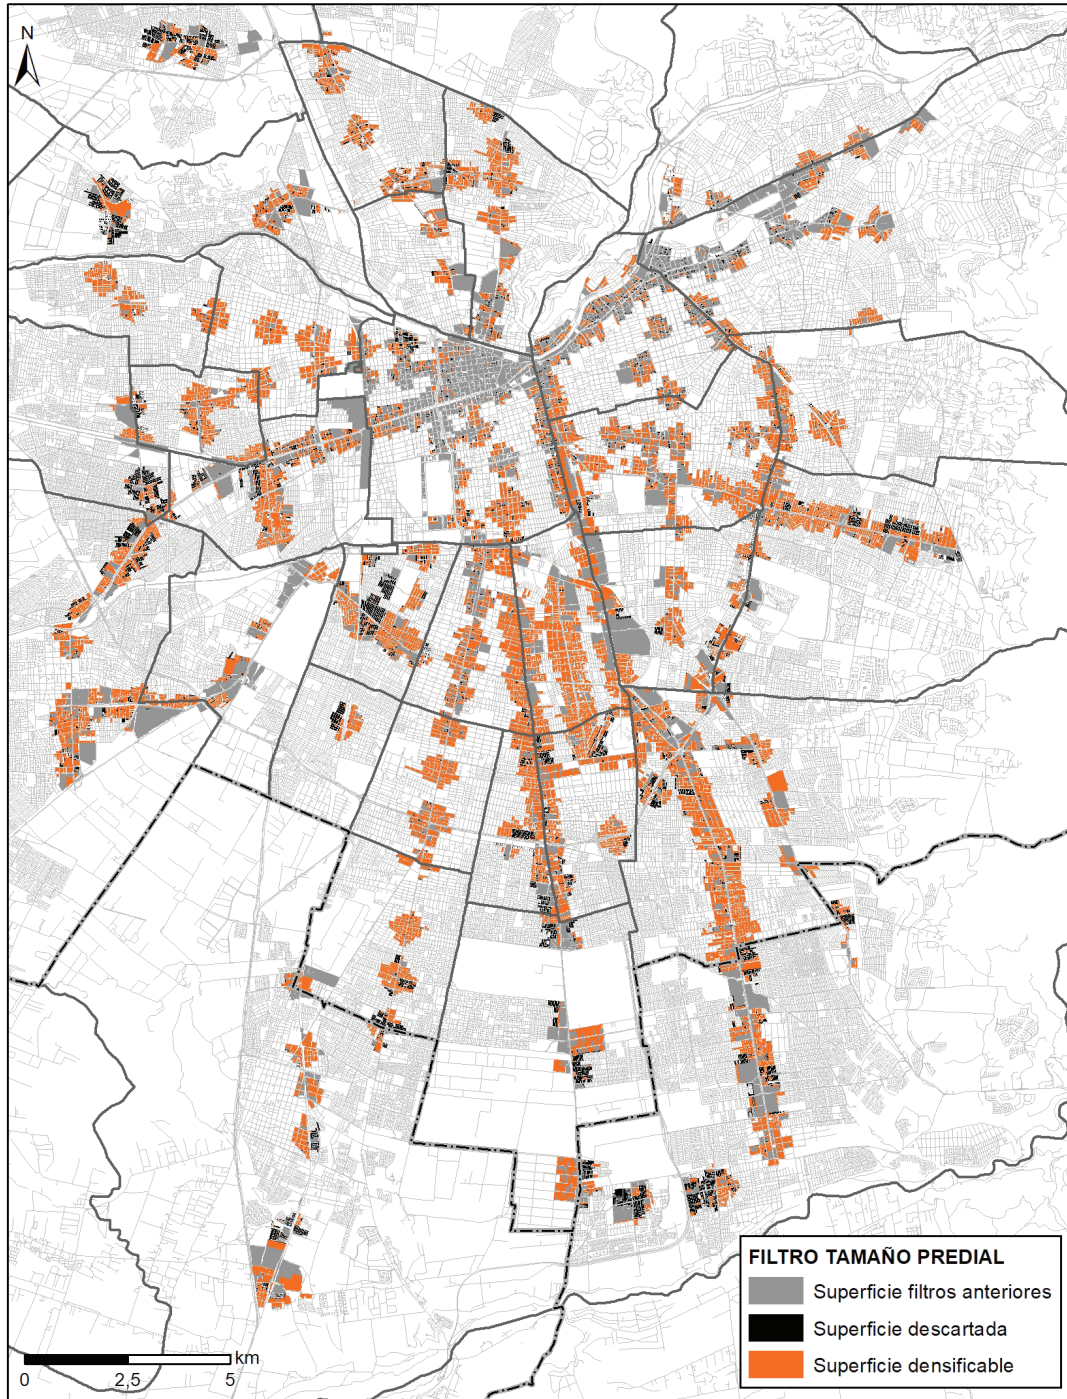 N
FILTRO TAMAÑO PREDIAL
Superficie filtros anteriores
Superficie descartada
Superficie densificable
km
0 2,5 5